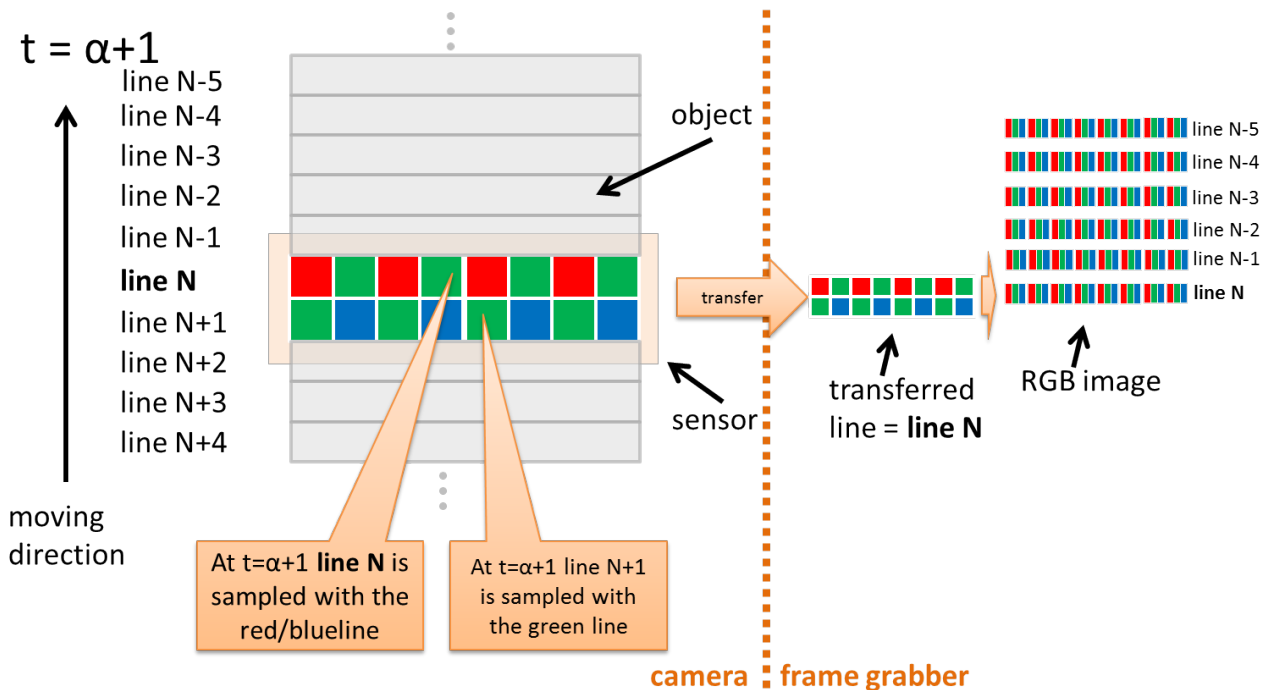 t = α+1
line N-5
line N-4
line N-3
line N-2
line N-1
line N
line N+1
line N+2
line N+3
line N+4
moving
direction
object
sensor
At t=α+1 line N is
sampled with the
red/blueline
At t=α+1 line N+1
is sampled with
the green line
transfer
transferred
line = line N
line N-5
line N-4
line N-3
line N-2
line N-1
line N
RGB image
camera
frame grabber